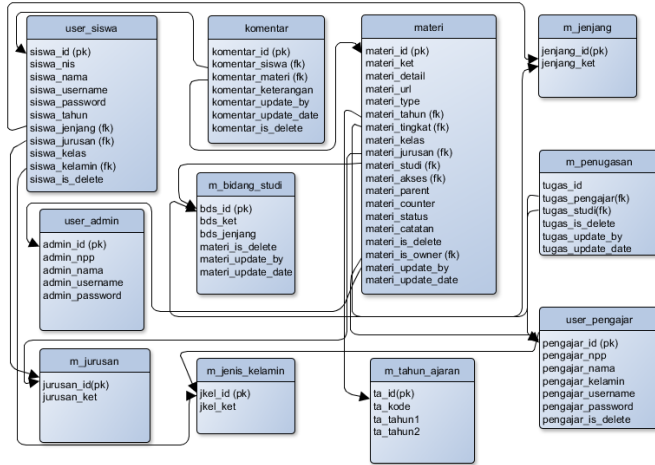 user_siswa
siswa_id (pk)
siswa_nis
siswa_nama
siswa_username
siswa_password
siswa_tahun
siswa_jenjang (fk)
siswa_jurusan (fk)
siswa_kelas
siswa_kelamin (fk)
siswa_is_delete
komentar
komentar_id (pk)
komentar_siswa (fk)
komentar_materi (fk)
komentar_keterangan
komentar_update_by
komentar_update_date
komentar_is_delete
materi
materi_id (pk)
materi_ket
materi_detail
materi_url
materi_type
materi_tahun (fk)
materi_tingkat (fk)
materi_kelas
materi_jurusan (fk)
materi_studi (fk)
materi_akses (fk)
materi_parent
materi_counter
materi_status
materi_catatan
materi_is_delete
materi_is_owner (fk)
materi_update_by
materi_update_date
m_jenjang
jenjang_id(pk)
jenjang_ket
m_bidang_studi
bds_id (pk)
bds_ket
bds_jenjang
materi_is_delete
materi_update_by
materi_update_date
m_penugasan
tugas_id
tugas_pengajar(fk)
tugas_studi(fk)
tugas_is_delete
tugas_update_by
tugas_update_date
user_admin
admin_id (pk)
admin_npp
admin_nama
admin_username
admin_password
user_pengajar
pengajar_id (pk)
pengajar_npp
pengajar_nama
pengajar_kelamin
pengajar_username
pengajar_password
pengajar_is_delete
m_jurusan
jurusan_id(pk)
jurusan_ket
m_jenis_kelamin
jkel_id (pk)
jkel_ket
m_tahun_ajaran
ta_id(pk)
ta_kode
ta_tahun1
ta_tahun2